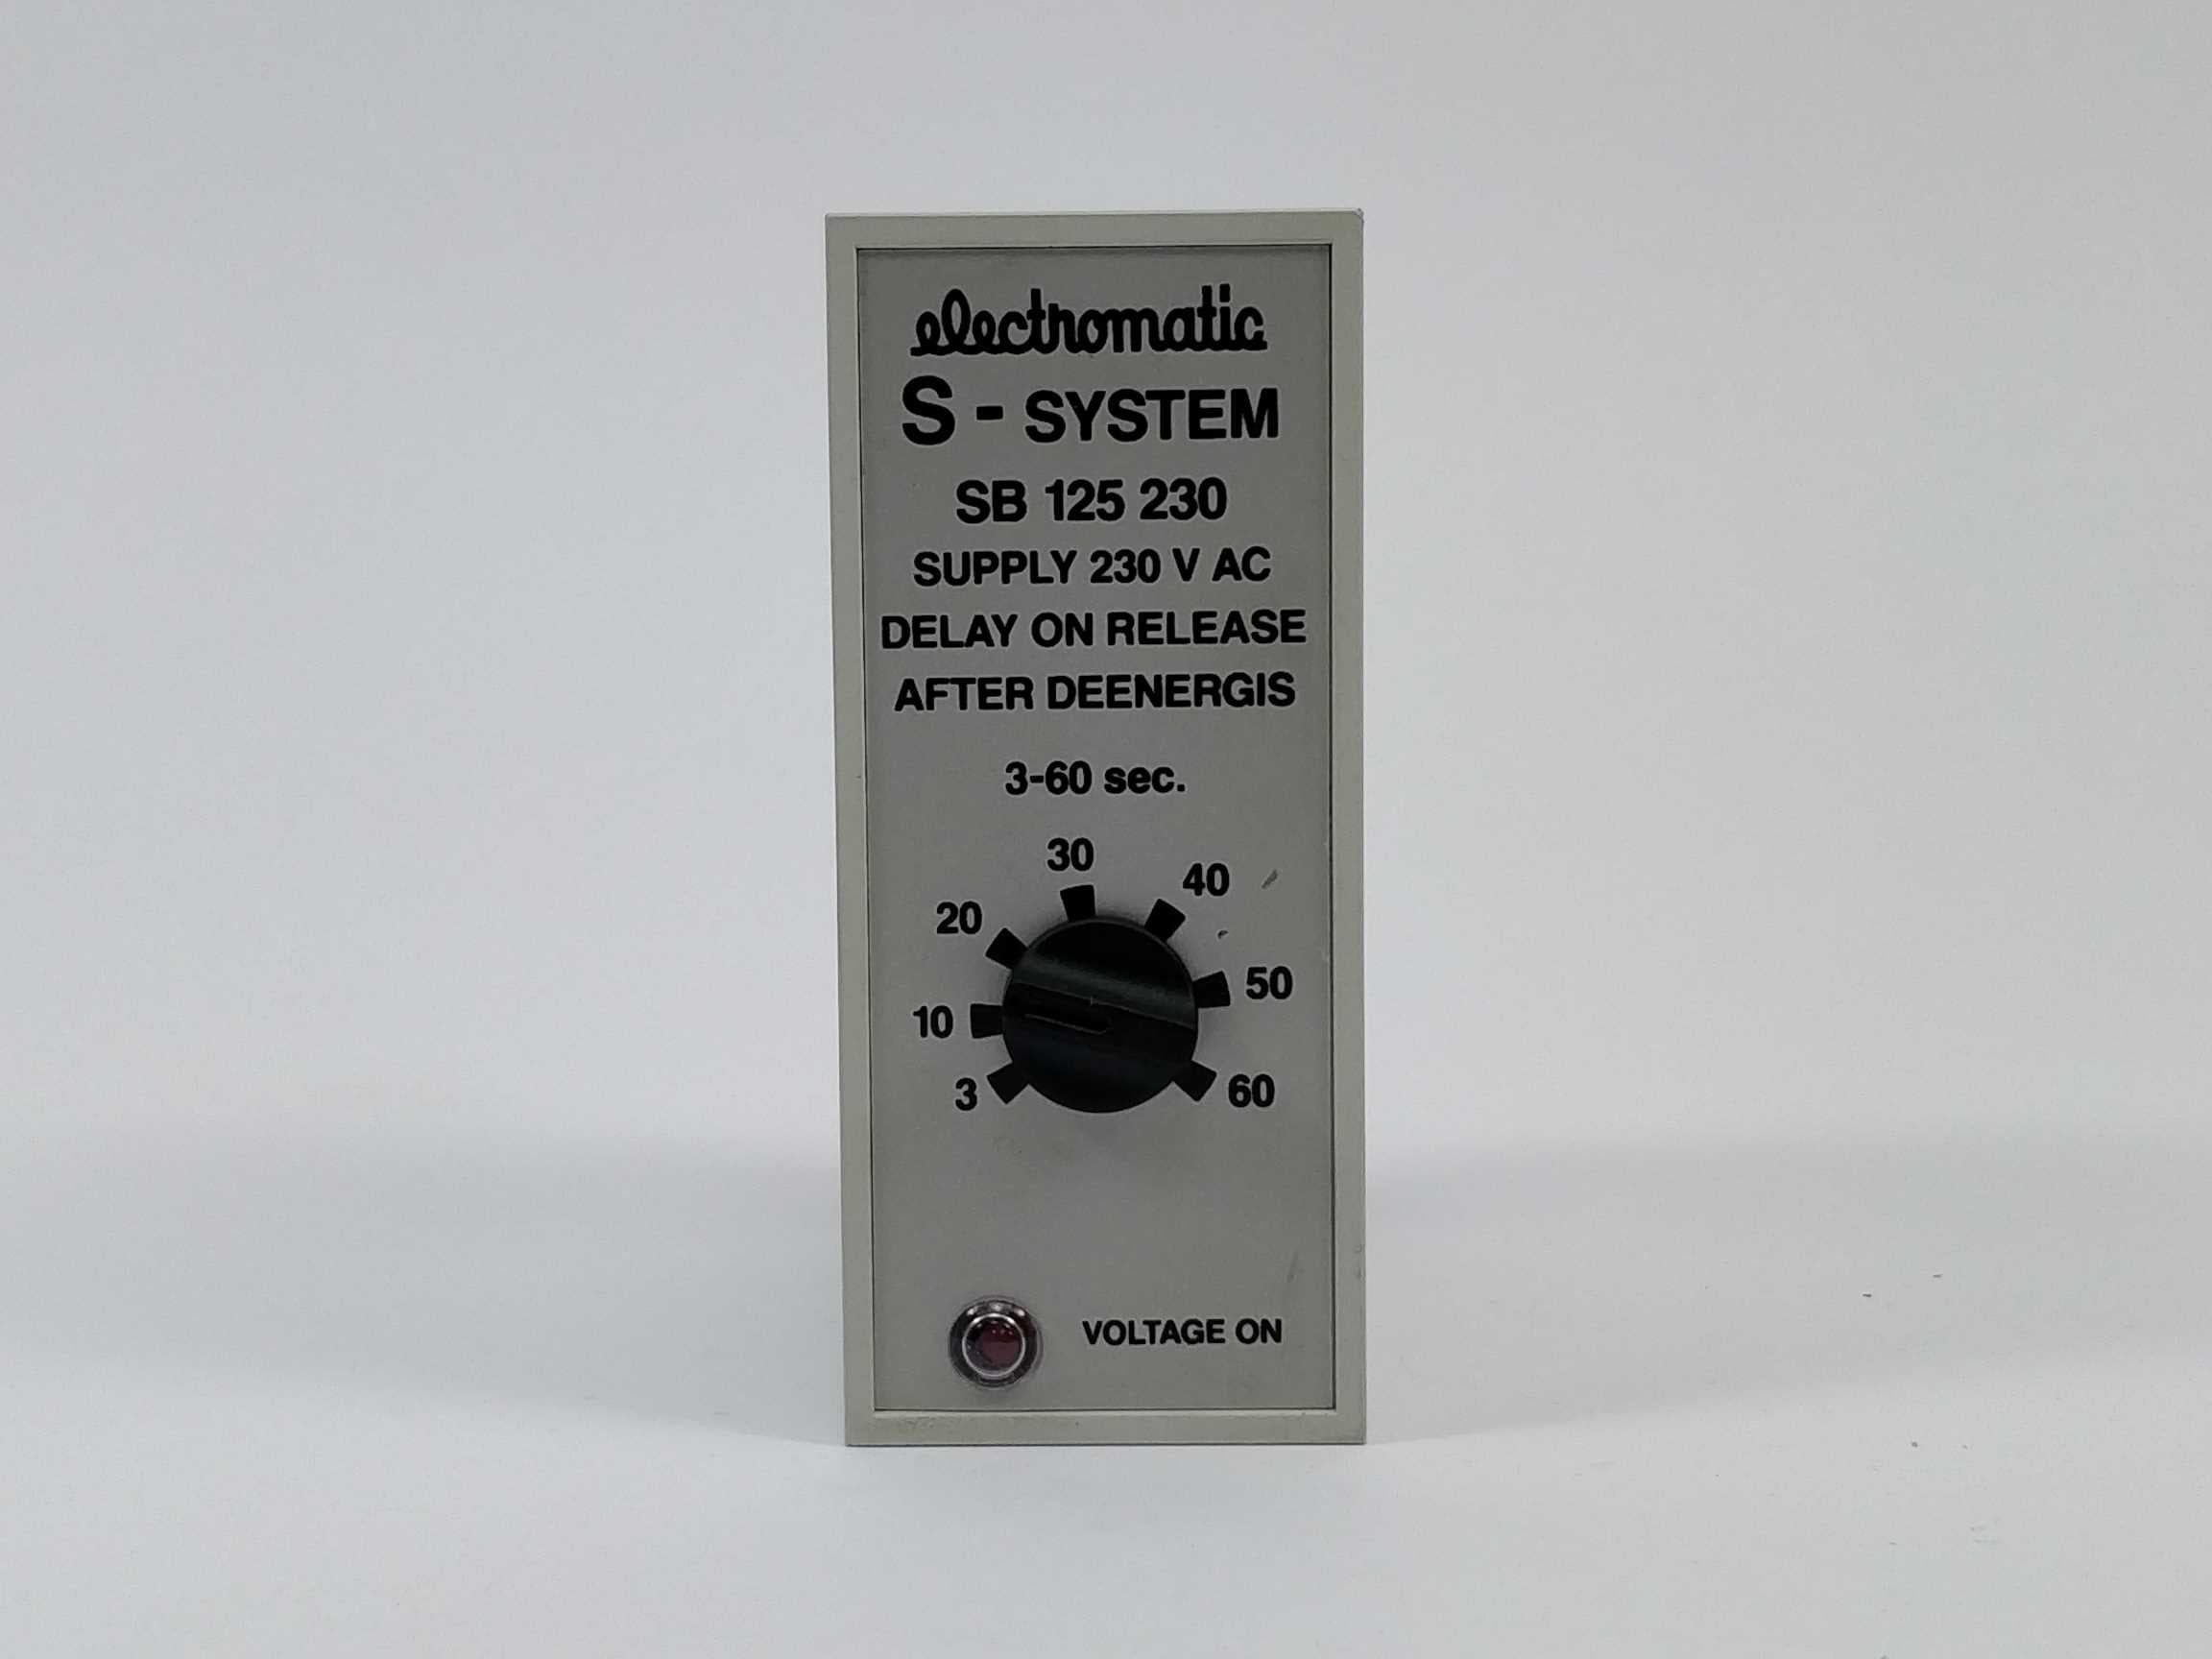 electromatic
S - SYSTEM
SB 125 230
SUPPLY 230 V AC
DELAY ON RELEASE
AFTER DEENERGIS
3-60 sec.
30
40
20
50
10
3
60
VOLTAGE ON